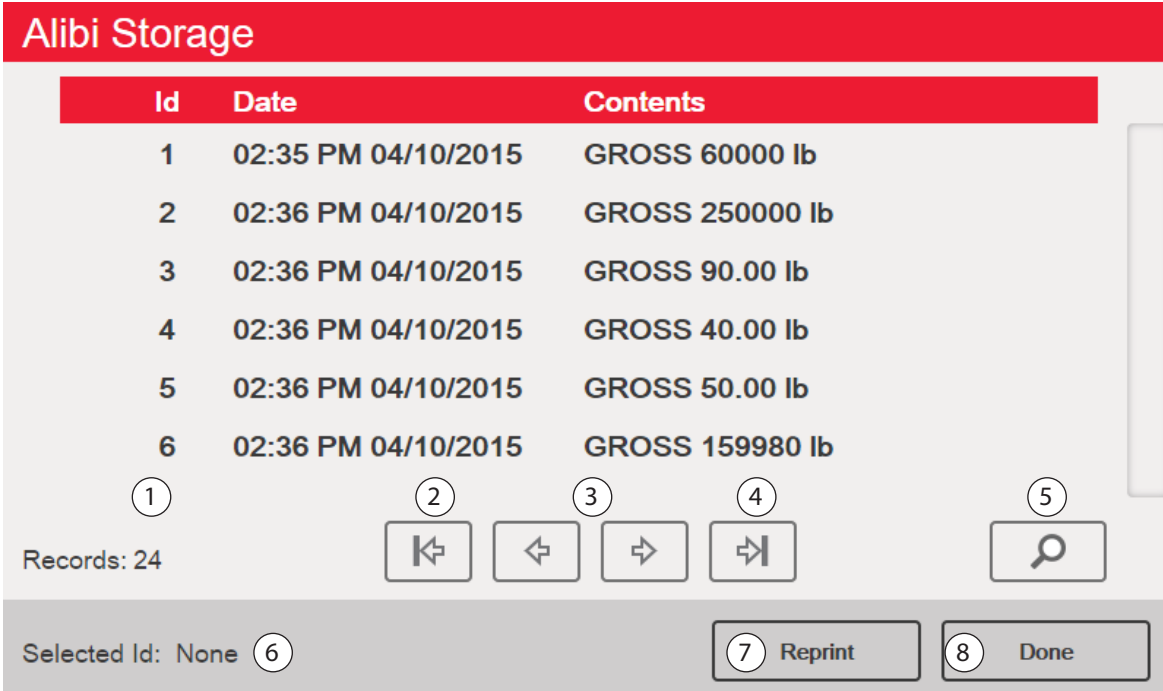 Alibi Storage
Id Date Contents
1 02:35 PM 04/10/2015 GROSS 60000 lb
2 02:36 PM 04/10/2015 GROSS 250000 lb
3 02:36 PM 04/10/2015 GROSS 90.00 lb
4 02:36 PM 04/10/2015 GROSS 40.00 lb
5 02:36 PM 04/10/2015 GROSS 50.00 lb
6 02:36 PM 04/10/2015 GROSS 159980 lb
1 2 3 4 5
Records: 24
Selected Id: None 6 7 Reprint 8 Done